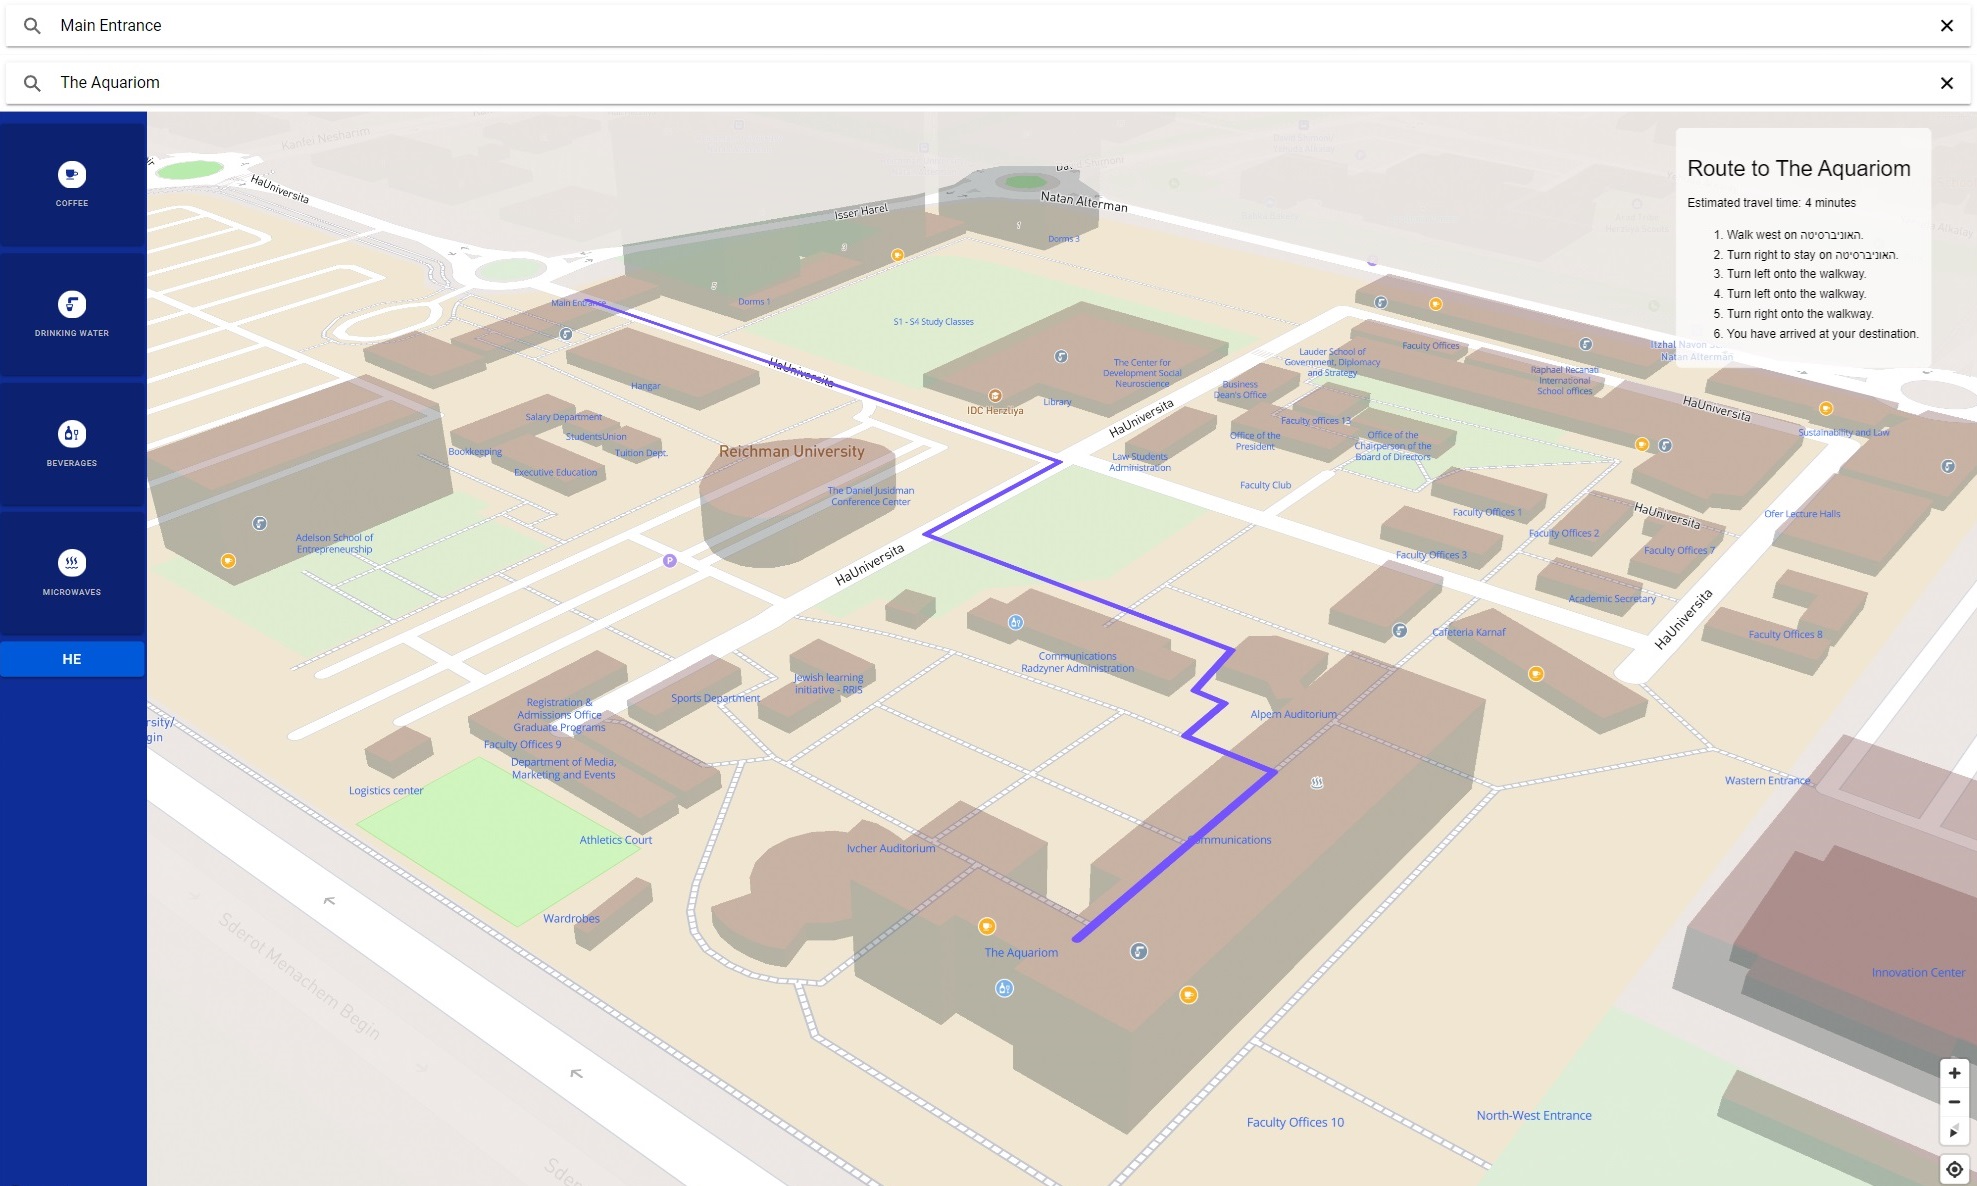 Main Entrance
The Aquariom
COFFEE
DRINKING WATER
BEVERAGES
MICROWAVES
HE
Route to The Aquariom
Estimated travel time: 4 minutes
1. Walk west on האוניברסיטה.
2. Turn right to stay on האוניברסיטה.
3. Turn left onto the walkway.
4. Turn left onto the walkway.
5. Turn right onto the walkway.
6. You have arrived at your destination.
Kanfei Nesharim
HaUniversita
Isser Harel
Natan Alterman
Dorms 3
Main Entrance
Dorms 1
S1 - S4 Study Classes
HaUniversita
Hangar
The Center for
Development Social
Neuroscience
Library
IDC Herzliya
HaUniversita
Lauder School of
Government, Diplomacy
and Strategy
Faculty Offices
Business
Dean's Office
Raphael Recanati
International
School offices
Natan Alterman
HaUniversita
Sustainability and Law
Salary Department
StudentsUnion
Tuition Dept.
Bookkeeping
Executive Education
Reichman University
The Daniel Jusidman
Conference Center
Law Students
Administration
Office of the
President
Faculty offices 13
Office of the
Chairperson of the
Board of Directors
Faculty Club
Faculty Offices 1
HaUniversita
Ofer Lecture Halls
Faculty Offices 2
Faculty Offices 7
Faculty Offices 3
Adelson School of
Entrepreneurship
P
HaUniversita
Academic Secretary
HaUniversita
Faculty Offices 8
Cafeteria Karnaf
Communications
Radzyner Administration
Jewish learning
initiative - RRIS
Sports Department
Registration &
Admissions Office
Graduate Programs
Faculty Offices 9
Department of Media,
Marketing and Events
Alpern Auditorium
Logistics center
Wastern Entrance
Athletics Court
Ivcher Auditorium
Communications
Wardrobes
The Aquariom
Innovation Center
Sderot Menachem Begin
Faculty Offices 10
North-West Entrance